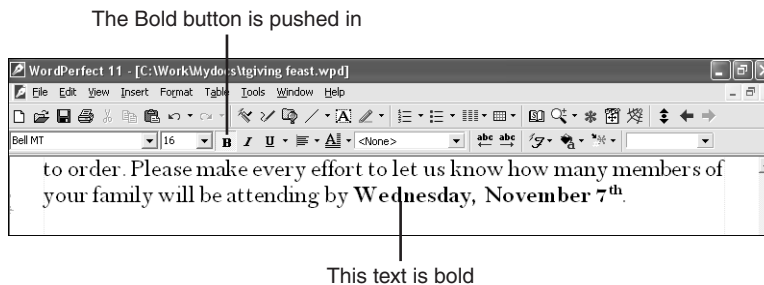 The Bold button is pushed in
WordPerfect 11 - [C:\Work\Mydocs\tgiving feast.wpd]
File Edit View Insert Format Table Tools Window Help
Bell MT 16 B I U A <None> abc abc
to order. Please make every effort to let us know how many members of
your family will be attending by Wednesday, November 7th.
This text is bold